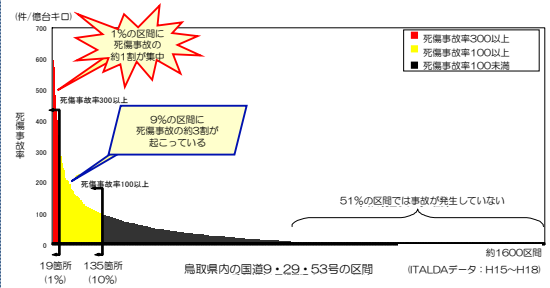 (件/億台キロ)
700
600
500
400
300
200
100
0
死傷事故率
1%の区間に
死傷事故の
約1割が集中
死傷事故率300以上
9%の区間に
死傷事故の約3割が
起こっている
死傷事故率100以上
死傷事故率300以上
死傷事故率100以上
死傷事故率100未満
51%の区間では事故が発生していない
約1600区間
19箇所
(1%)
135箇所
(10%)
鳥取県内の国道9・29・53号の区間
(ITALDAデータ:H15~H18)